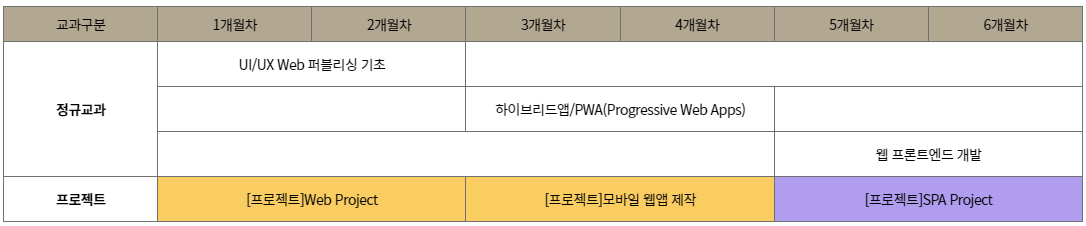 교과구분 1개월차 2개월차 3개월차 4개월차 5개월차 6개월차
UI/UX Web 퍼블리싱 기초
정규교과 하이브리드앱/PWA(Progressive Web Apps)
웹 프론트엔드 개발
프로젝트 [프로젝트]Web Project [프로젝트]모바일 웹앱 제작 [프로젝트]SPA Project